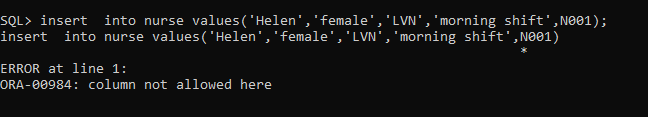 SQL> insert  into nurse values('Helen','female','LVN','morning shift',N001);
insert  into nurse values('Helen','female','LVN','morning shift',N001)
*
ERROR at line 1:
ORA-00984: column not allowed here